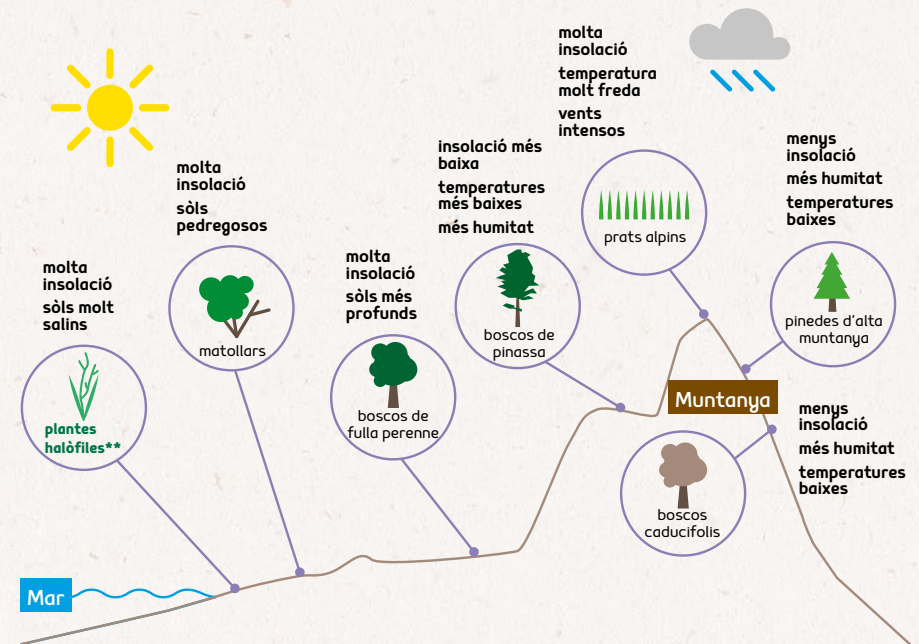 molta
insolació
sòls molt
salins
plantes
halòfiles**
molta
insolació
sòls
pedregosos
matollars
molta
insolació
sòls més
profunds
boscos de
fulla perenne
insolació més
baixa
temperatures
més baixes
més humitat
boscos de
pinassa
molta
insolació
temperatura
molt freda
vents
intensos
prats alpins
menys
insolació
més humitat
temperatures
baixes
pinedes d'alta
muntanya
Muntanya
menys
insolació
més humitat
temperatures
baixes
boscos
caducifolis
Mar